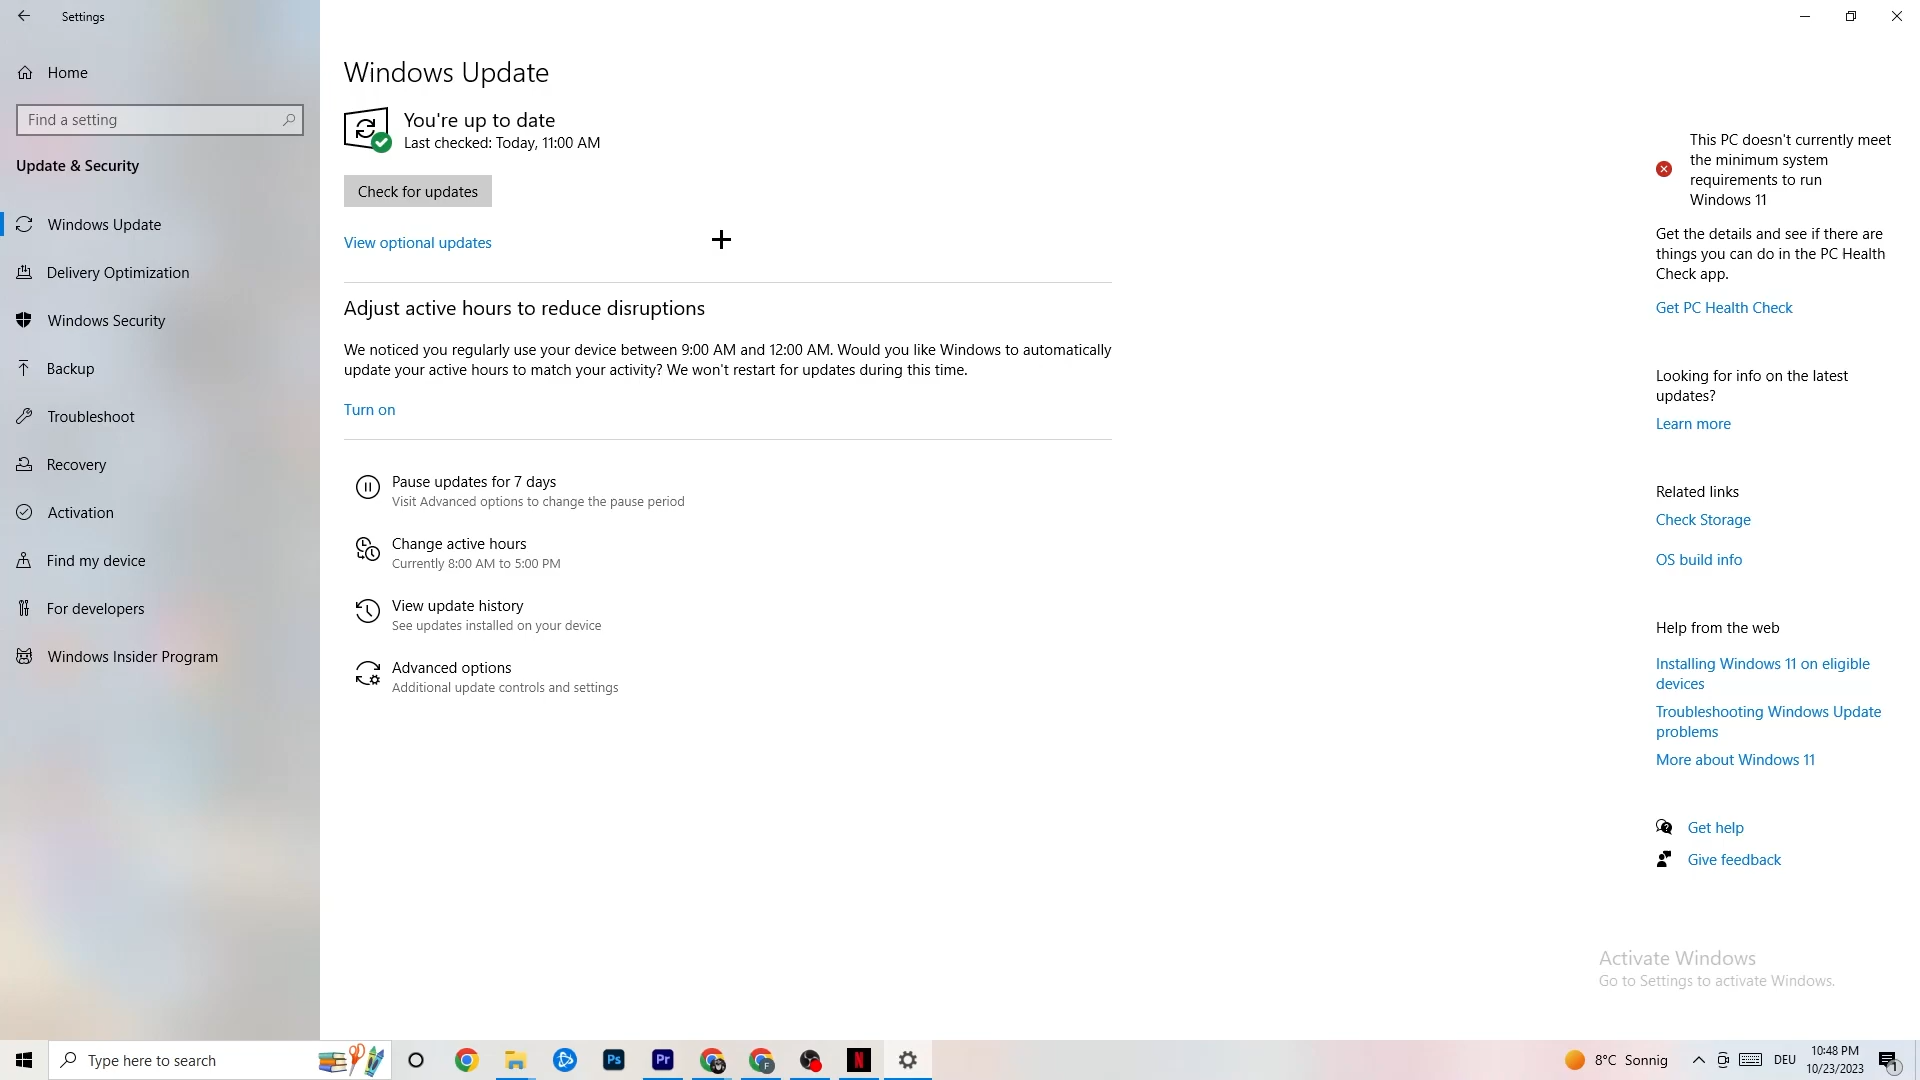 Settings
Home
Find a setting
Update & Security
Windows Update
Delivery Optimization
Windows Security
Backup
Troubleshoot
Recovery
Activation
Find my device
For developers
Windows Insider Program
Windows Update
You're up to date
Last checked: Today, 11:00 AM
Check for updates
View optional updates
Adjust active hours to reduce disruptions
We noticed you regularly use your device between 9:00 AM and 12:00 AM. Would you like Windows to automatically
update your active hours to match your activity? We won't restart for updates during this time.
Turn on
Pause updates for 7 days
Visit Advanced options to change the pause period
Change active hours
Currently 8:00 AM to 5:00 PM
View update history
See updates installed on your device
Advanced options
Additional update controls and settings
This PC doesn't currently meet
the minimum system
requirements to run
Windows 11
Get the details and see if there are
things you can do in the PC Health
Check app.
Get PC Health Check
Looking for info on the latest
updates?
Learn more
Related links
Check Storage
OS build info
Help from the web
Installing Windows 11 on eligible
devices
Troubleshooting Windows Update
problems
More about Windows 11
Get help
Give feedback
Activate Windows
Go to Settings to activate Windows.
Type here to search
Ps
Pr
F
N
8°C Sonnig
DEU
10:48 PM
10/23/2023
1